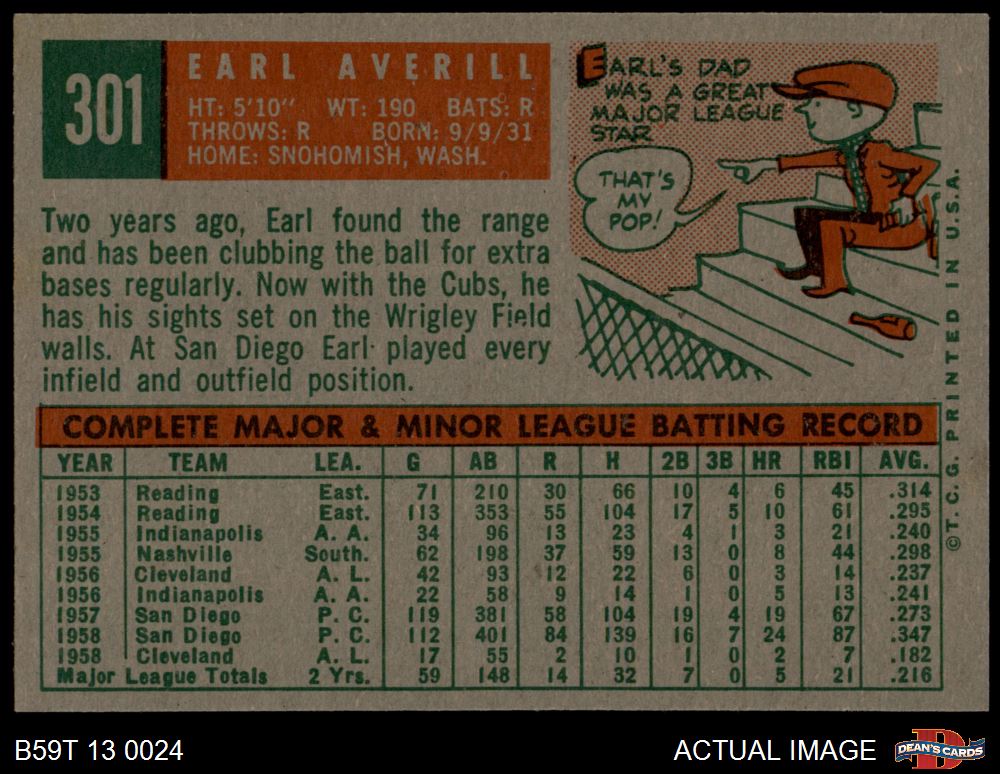 301
EARL AVERILL
HT: 5'10" WT: 190 BATS: R
THROWS: R BORN: 9/9/31
HOME: SNOHOMISH, WASH.
EARL'S DAD
WAS A GREAT
MAJOR LEAGUE
STAR
THAT'S
MY
POP!
Two years ago, Earl found the range
and has been clubbing the ball for extra
bases regularly. Now with the Cubs, he
has his sights set on the Wrigley Field
walls. At San Diego Earl played every
infield and outfield position.
COMPLETE MAJOR & MINOR LEAGUE BATTING RECORD
YEAR TEAM LEA. G AB R H 2B 3B HR RBI AVG.
1953 Reading East. 71 210 30 66 10 4 6 45 .314
1954 Reading East. 113 353 55 104 17 5 10 61 .295
1955 Indianapolis A. A. 34 96 13 23 4 1 3 21 .240
1955 Nashville South. 62 198 37 59 13 0 8 44 .298
1956 Cleveland A. L. 42 93 12 22 6 0 3 14 .237
1956 Indianapolis A. A. 22 58 9 14 1 0 5 13 .241
1957 San Diego P. C. 119 381 58 104 19 4 19 67 .273
1958 San Diego P. C. 112 401 84 139 16 7 24 87 .347
1958 Cleveland A. L. 17 55 2 10 1 0 2 7 .182
Major League Totals 2 Yrs. 59 148 14 32 7 0 5 21 .216
©T. C. G. PRINTED IN U.S.A.
B59T 13 0024
ACTUAL IMAGE
DEAN'S CARDS